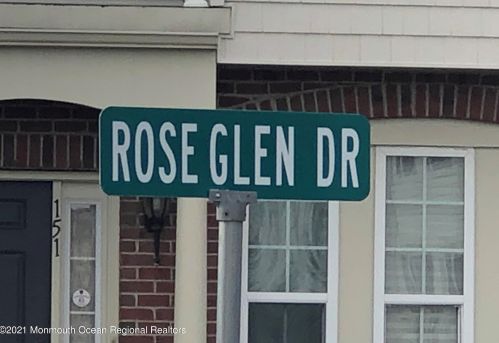 ROSE GLEN DR
151
©2021 Monmouth Ocean Regional Realtors